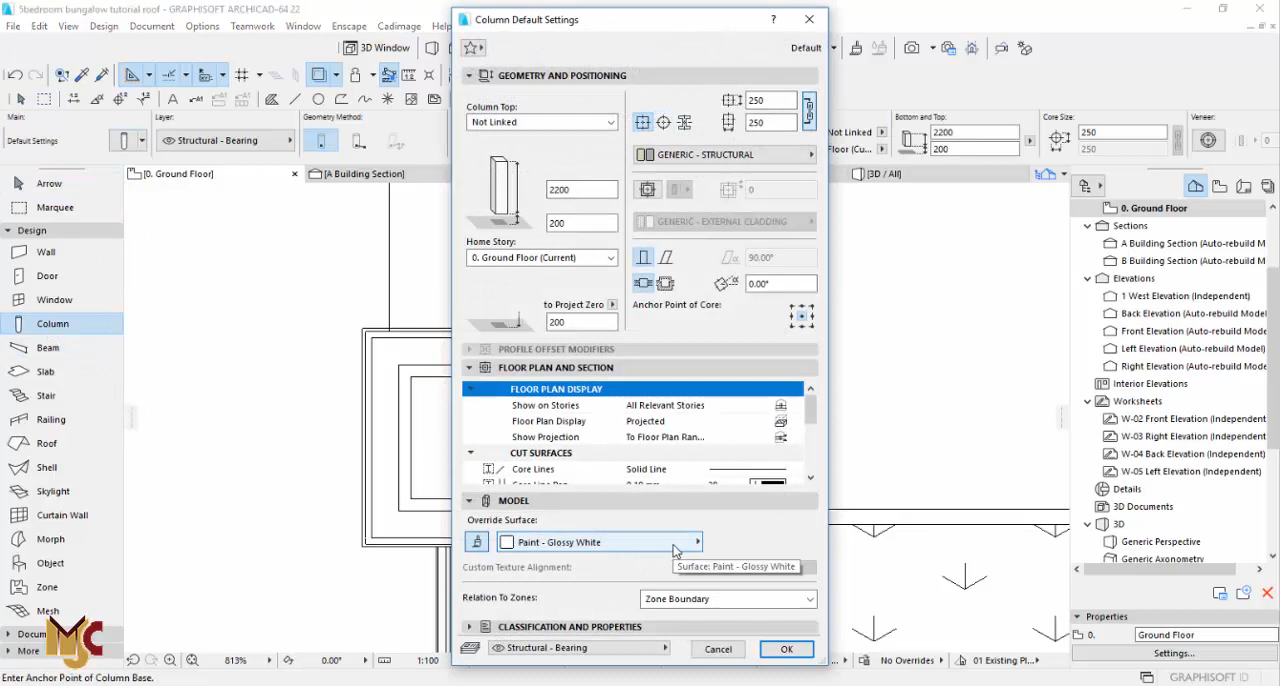 5bedroom bungalow tutorial roof - GRAPHISOFT ARCHICAD-64 22
File Edit View Design Document Options Teamwork Window Enscape Cadimage Help
3D Window
Main:
Layer:
Geometry Method:
Bottom and Top:
Core Size:
Veneer:
Default Settings
Structural - Bearing
Not Linked
2200
250
200
250
0
[0. Ground Floor]
[A Building Section]
[3D / All]
Arrow
Marquee
Design
Wall
Door
Window
Column
Beam
Slab
Stair
Railing
Roof
Shell
Skylight
Curtain Wall
Morph
Object
Zone
Mesh
More
MSC
Column Default Settings
?
Default
GEOMETRY AND POSITIONING
Column Top:
Not Linked
2200
200
Home Story:
0. Ground Floor (Current)
to Project Zero
200
250
250
GENERIC - STRUCTURAL
0
GENERIC - EXTERNAL CLADDING
90.00°
0.00°
Anchor Point of Core:
PROFILE OFFSET MODIFIERS
FLOOR PLAN AND SECTION
FLOOR PLAN DISPLAY
Show on Stories All Relevant Stories
Floor Plan Display Projected
Show Projection To Floor Plan Ran...
CUT SURFACES
Core Lines Solid Line
MODEL
Override Surface:
Paint - Glossy White
Surface: Paint - Glossy White
Custom Texture Alignment:
Relation To Zones:
Zone Boundary
CLASSIFICATION AND PROPERTIES
Structural - Bearing
Cancel
OK
0. Ground Floor
Sections
A Building Section (Auto-rebuild M
B Building Section (Auto-rebuild M
Elevations
1 West Elevation (Independent)
Back Elevation (Auto-rebuild Model
Front Elevation (Auto-rebuild Model
Left Elevation (Auto-rebuild Model)
Right Elevation (Auto-rebuild Mode
Interior Elevations
Worksheets
W-02 Front Elevation (Independent
W-03 Right Elevation (Independent
W-04 Back Elevation (Independent)
W-05 Left Elevation (Independent)
Details
3D Documents
3D
Generic Perspective
Generic Axonometry
Properties
0.
Ground Floor
Settings...
813%
0.00°
1:100
No Overrides
01 Existing Pl...
Enter Anchor Point of Column Base.
GRAPHISOFT ID